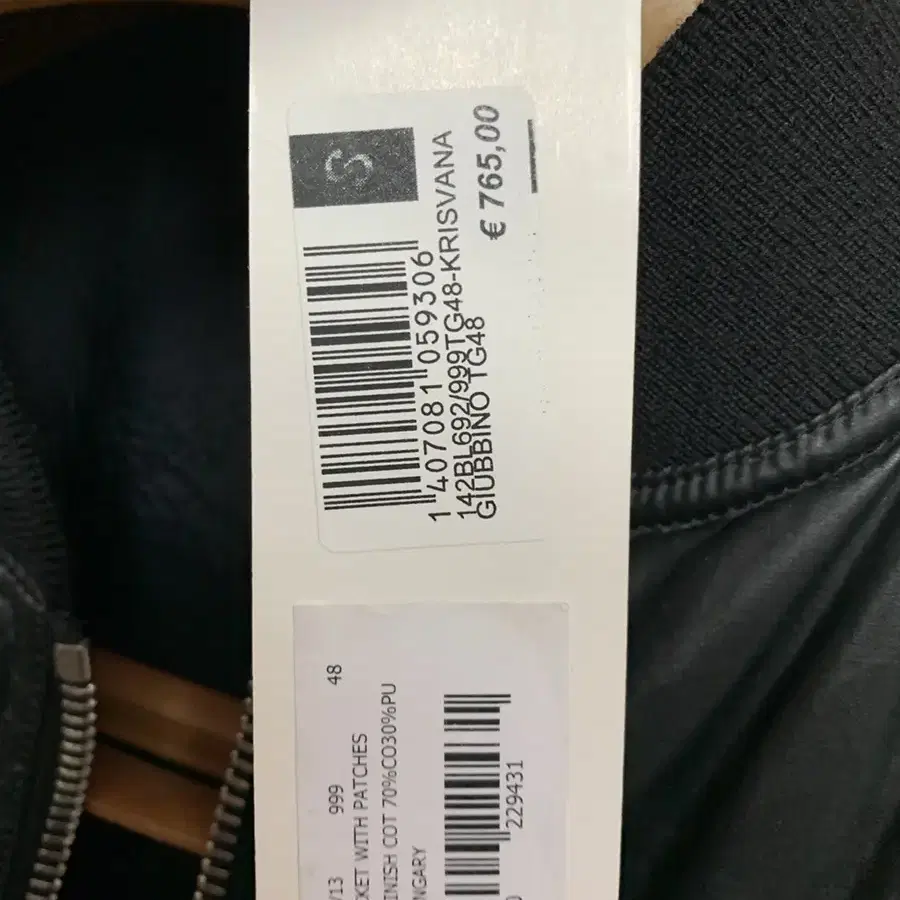 S
1 407081 059306
142BL692/999TG48-KRISVANA
GIUBBINO TG48
€ 765,00
/13 999 48
KET WITH PATCHES
INISH COT 70%CO30%PU
NGARY
229431